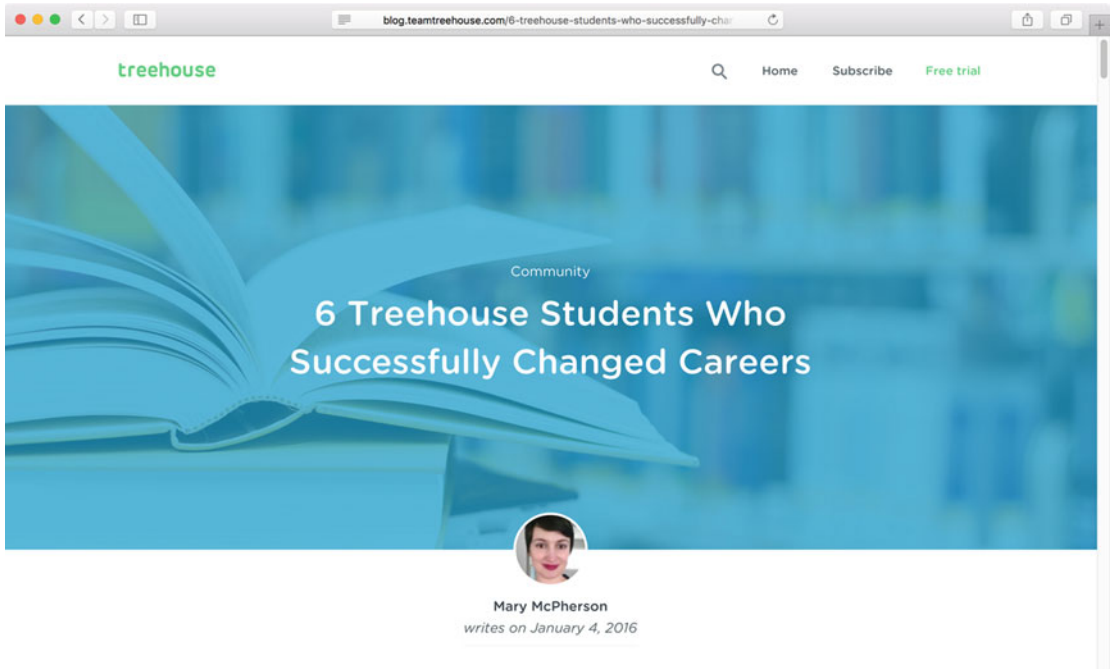 blog.teamtreehouse.com/6-treehouse-students-who-successfully-char
treehouse
Home Subscribe Free trial
Community
6 Treehouse Students Who
Successfully Changed Careers
Mary McPherson
writes on January 4, 2016